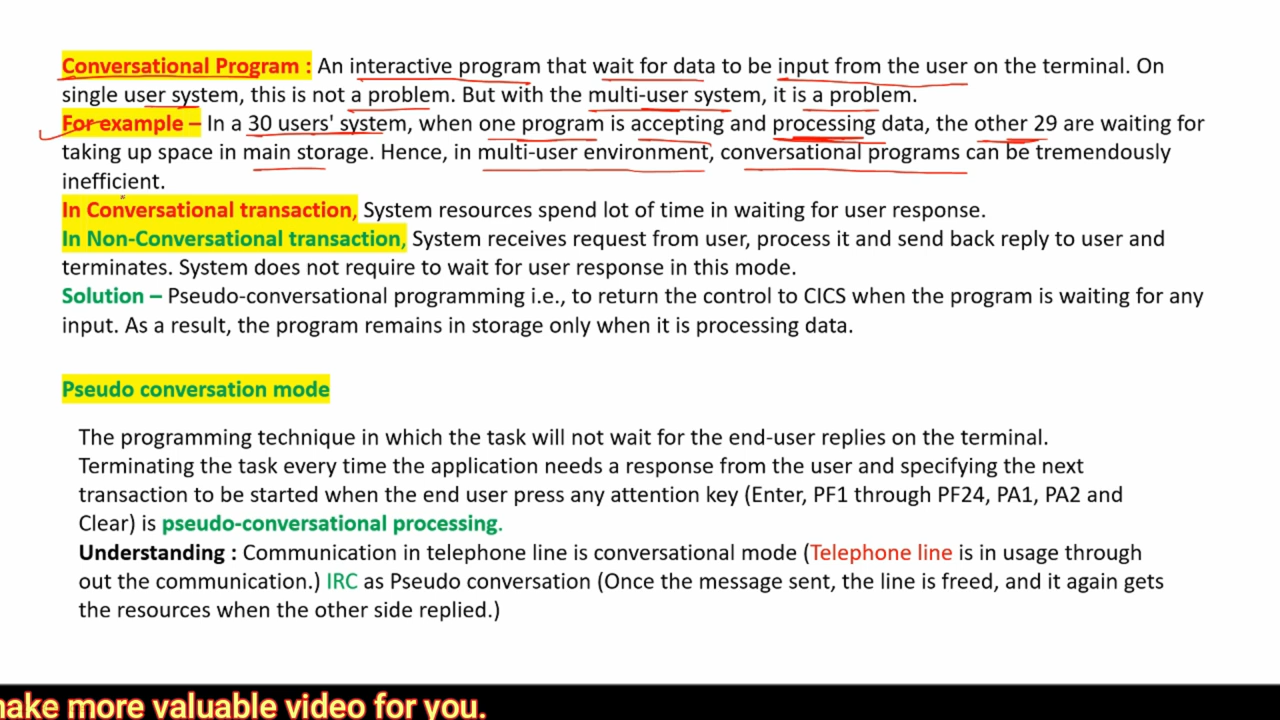 Conversational Program : An interactive program that wait for data to be input from the user on the terminal. On
single user system, this is not a problem. But with the multi-user system, it is a problem.
For example – In a 30 users' system, when one program is accepting and processing data, the other 29 are waiting for
taking up space in main storage. Hence, in multi-user environment, conversational programs can be tremendously
inefficient.
In Conversational transaction, System resources spend lot of time in waiting for user response.
In Non-Conversational transaction, System receives request from user, process it and send back reply to user and
terminates. System does not require to wait for user response in this mode.
Solution – Pseudo-conversational programming i.e., to return the control to CICS when the program is waiting for any
input. As a result, the program remains in storage only when it is processing data.
Pseudo conversation mode
The programming technique in which the task will not wait for the end-user replies on the terminal.
Terminating the task every time the application needs a response from the user and specifying the next
transaction to be started when the end user press any attention key (Enter, PF1 through PF24, PA1, PA2 and
Clear) is pseudo-conversational processing.
Understanding : Communication in telephone line is conversational mode (Telephone line is in usage through
out the communication.) IRC as Pseudo conversation (Once the message sent, the line is freed, and it again gets
the resources when the other side replied.)
make more valuable video for you.